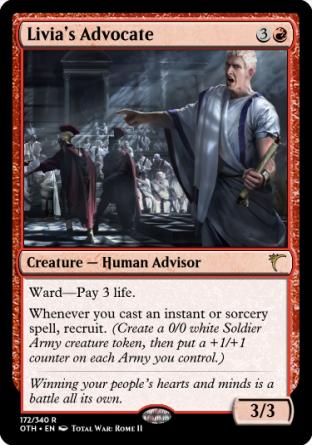 Livia's Advocate 3
Creature — Human Advisor
Ward—Pay 3 life.
Whenever you cast an instant or sorcery
spell, recruit. (Create a 0/0 white Soldier
Army creature token, then put a +1/+1
counter on each Army you control.)
Winning your people's hearts and minds is a
battle all its own.
3/3
172/340 R
OTH • EN Total War: Rome II